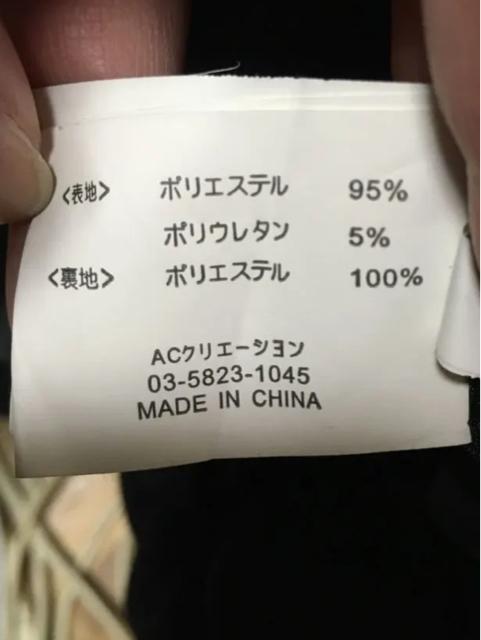 〈表地〉 ポリエステル 95%
ポリウレタン 5%
〈裏地〉 ポリエステル 100%
ACクリエーション
03-5823-1045
MADE IN CHINA